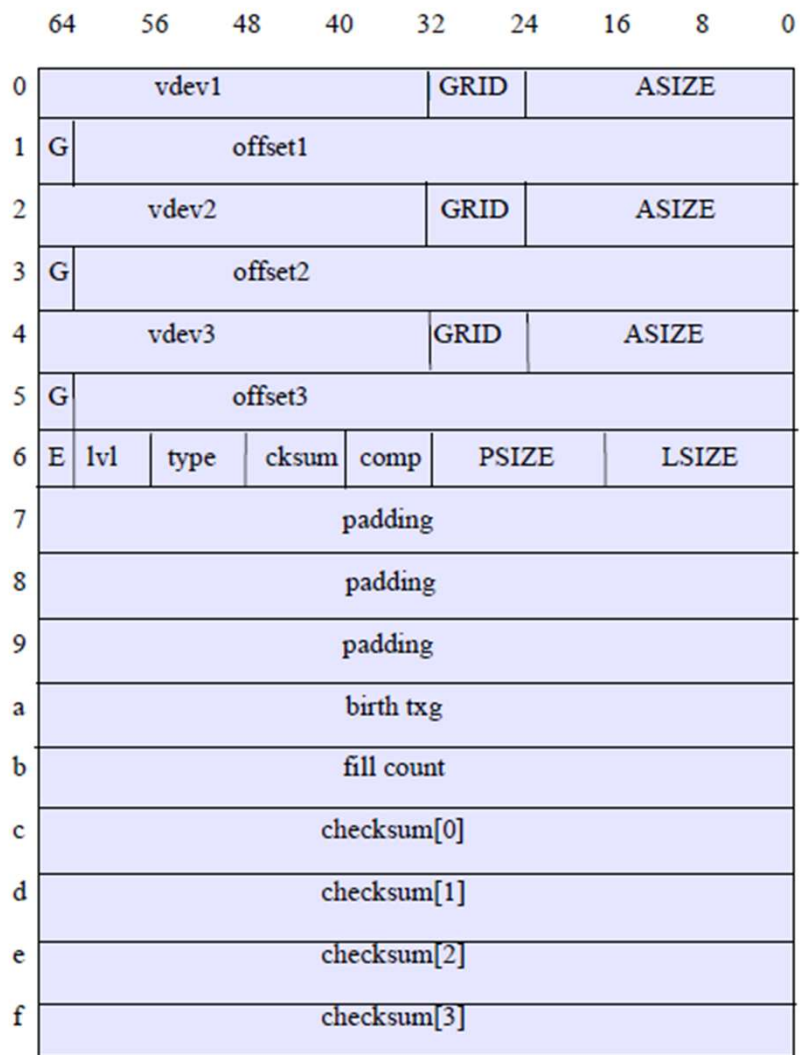 64 56 48 40 32 24 16 8 0
0 vdev1 GRID ASIZE
1 G offset1
2 vdev2 GRID ASIZE
3 G offset2
4 vdev3 GRID ASIZE
5 G offset3
6 E lvl type cksum comp PSIZE LSIZE
7 padding
8 padding
9 padding
a birth txg
b fill count
c checksum[0]
d checksum[1]
e checksum[2]
f checksum[3]